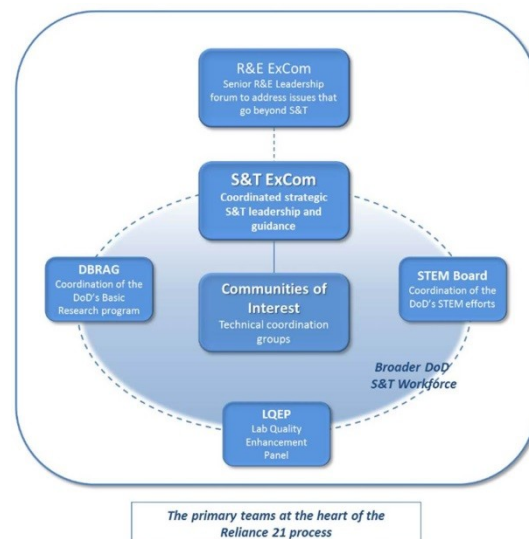 R&E ExCom
Senior R&E Leadership
forum to address issues that
go beyond S&T
S&T ExCom
Coordinated strategic
S&T leadership and
guidance
DBRAG
Coordination of the
DoD's Basic
Research program
Communities of
Interest
Technical coordination
groups
STEM Board
Coordination of the
DoD's STEM efforts
Broader DoD
S&T Workforce
LQEP
Lab Quality
Enhancement
Panel
The primary teams at the heart of the
Reliance 21 process